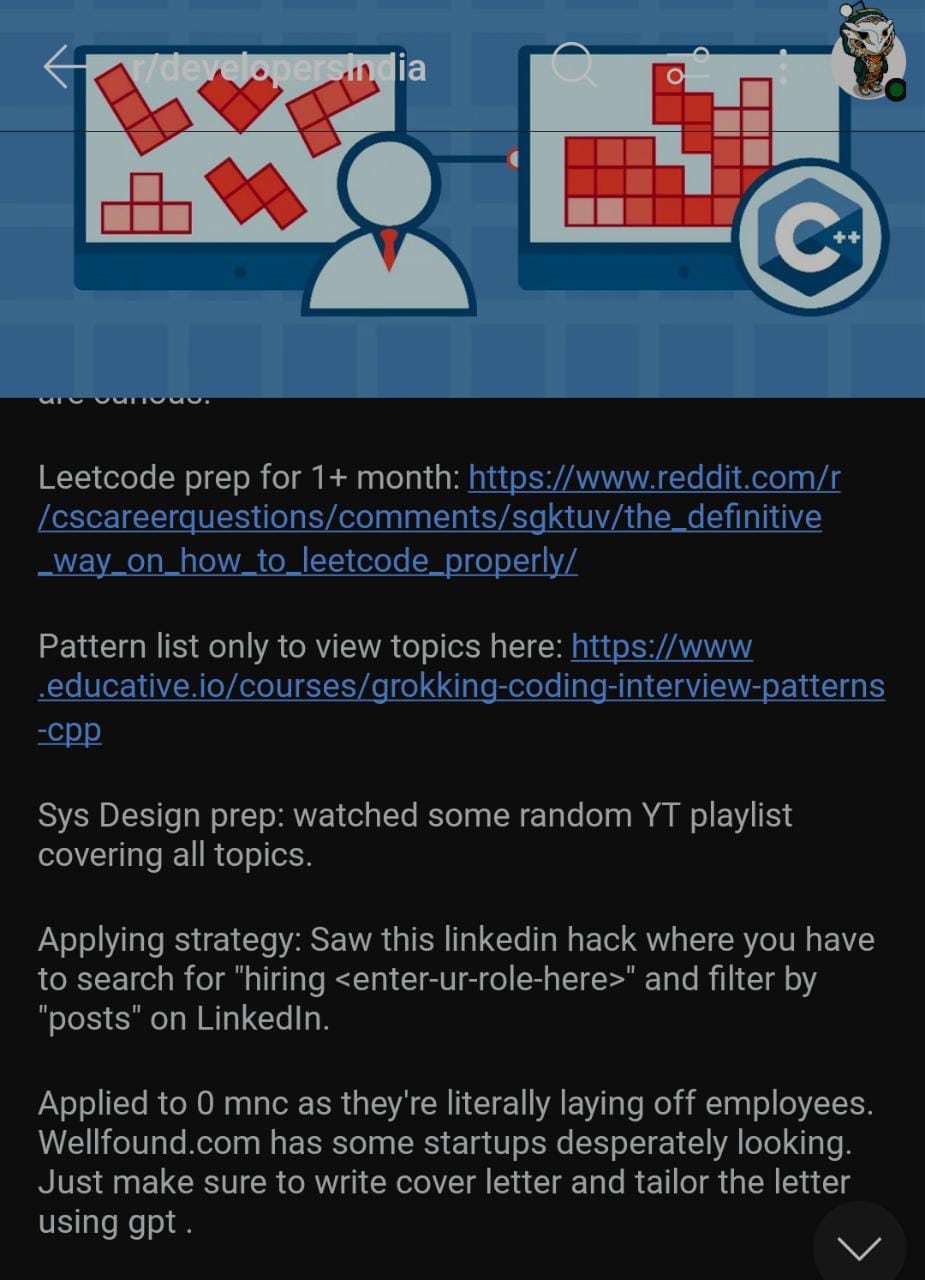 r/developersIndia
C++
are curious.
Leetcode prep for 1+ month: https://www.reddit.com/r
/cscareerquestions/comments/sgktuv/the_definitive
_way_on_how_to_leetcode_properly/
Pattern list only to view topics here: https://www
.educative.io/courses/grokking-coding-interview-patterns
-cpp
Sys Design prep: watched some random YT playlist
covering all topics.
Applying strategy: Saw this linkedin hack where you have
to search for "hiring <enter-ur-role-here>" and filter by
"posts" on LinkedIn.
Applied to 0 mnc as they're literally laying off employees.
Wellfound.com has some startups desperately looking.
Just make sure to write cover letter and tailor the letter
using gpt .